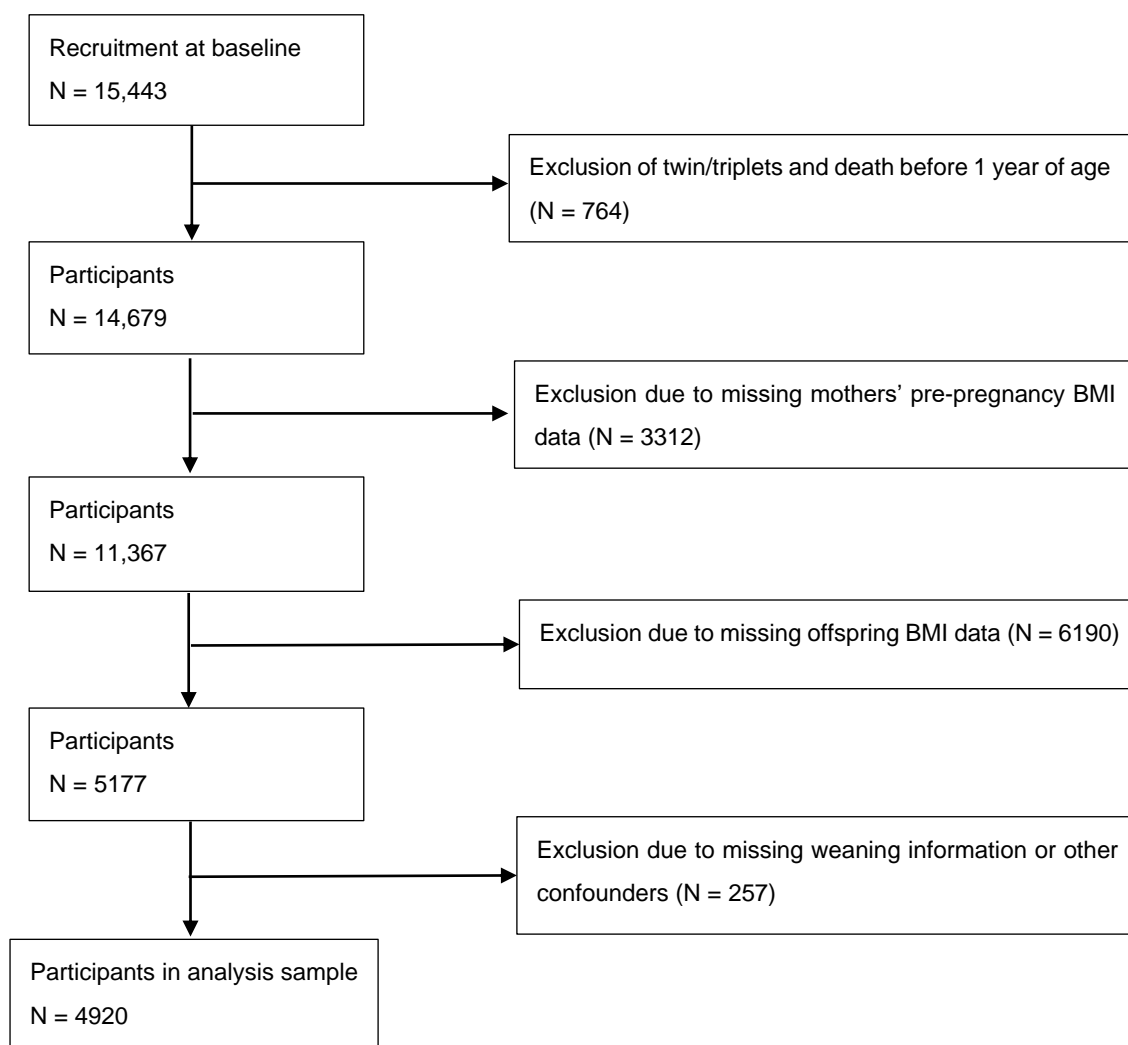 Recruitment at baseline
N = 15,443
Exclusion of twin/triplets and death before 1 year of age
(N = 764)
Participants
N = 14,679
Exclusion due to missing mothers’ pre-pregnancy BMI
data (N = 3312)
Participants
N = 11,367
Exclusion due to missing offspring BMI data (N = 6190)
Participants
N = 5177
Exclusion due to missing weaning information or other
confounders (N = 257)
Participants in analysis sample
N = 4920